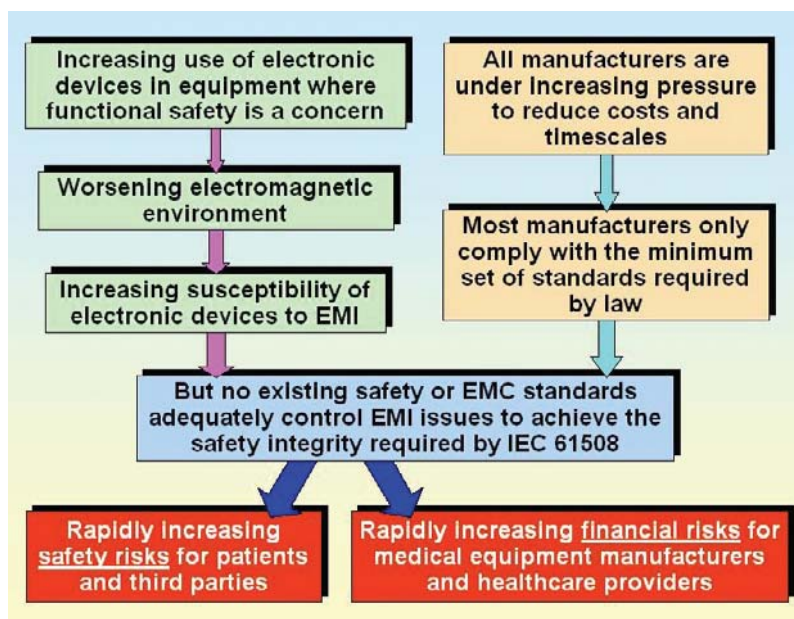 Increasing use of electronic
devices in equipment where
functional safety is a concern
Worsening electromagnetic
environment
Increasing susceptibility of
electronic devices to EMI
All manufacturers are
under increasing pressure
to reduce costs and
timescales
Most manufacturers only
comply with the minimum
set of standards required
by law
But no existing safety or EMC standards
adequately control EMI issues to achieve the
safety integrity required by IEC 61508
Rapidly increasing
safety risks for patients
and third parties
Rapidly increasing financial risks for
medical equipment manufacturers
and healthcare providers